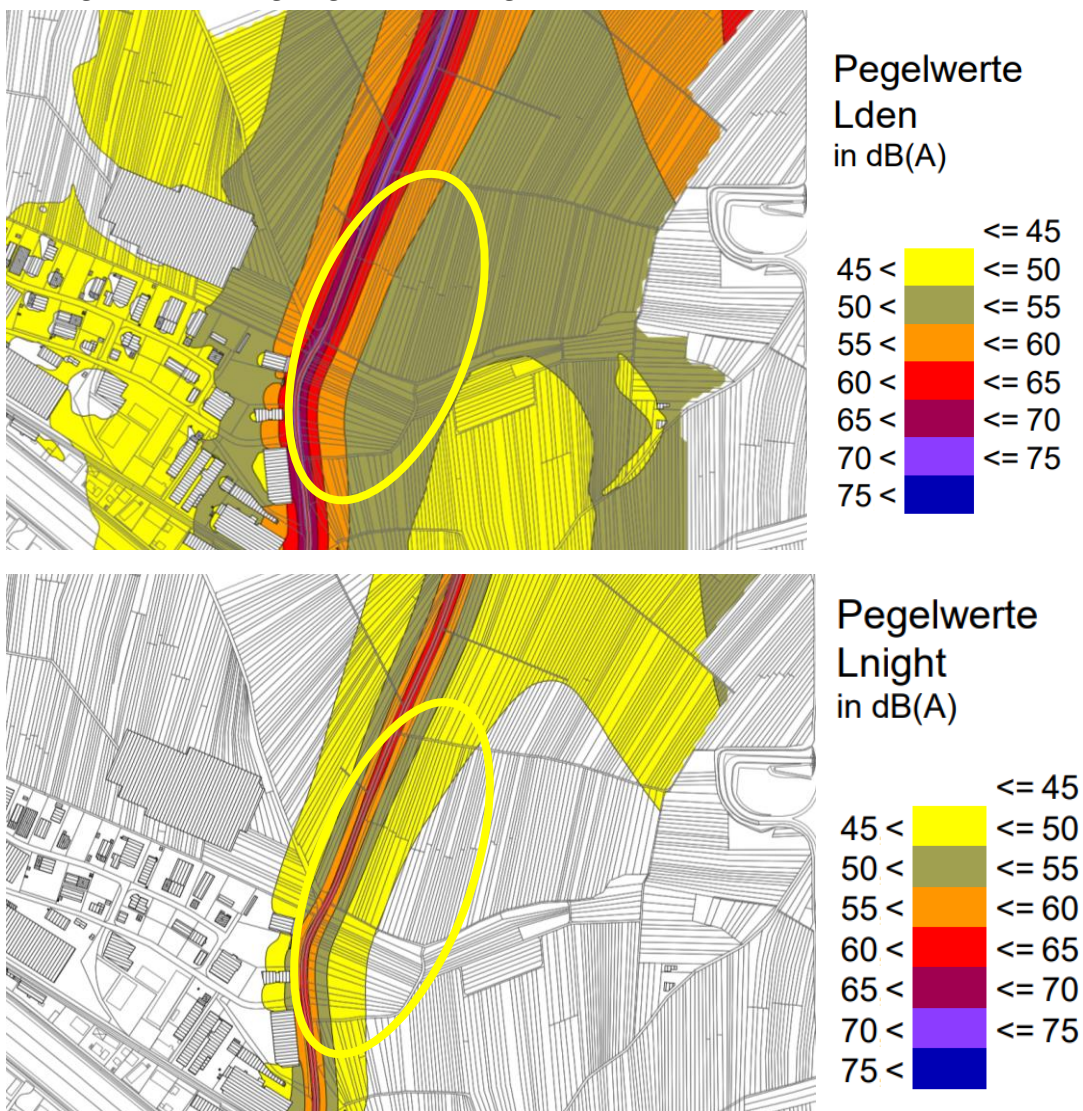 Pegelwerte
Lden
in dB(A)
<= 45
45 < <= 50
50 < <= 55
55 < <= 60
60 < <= 65
65 < <= 70
70 < <= 75
75 <
Pegelwerte
Lnight
in dB(A)
<= 45
45 < <= 50
50 < <= 55
55 < <= 60
60 < <= 65
65 < <= 70
70 < <= 75
75 <